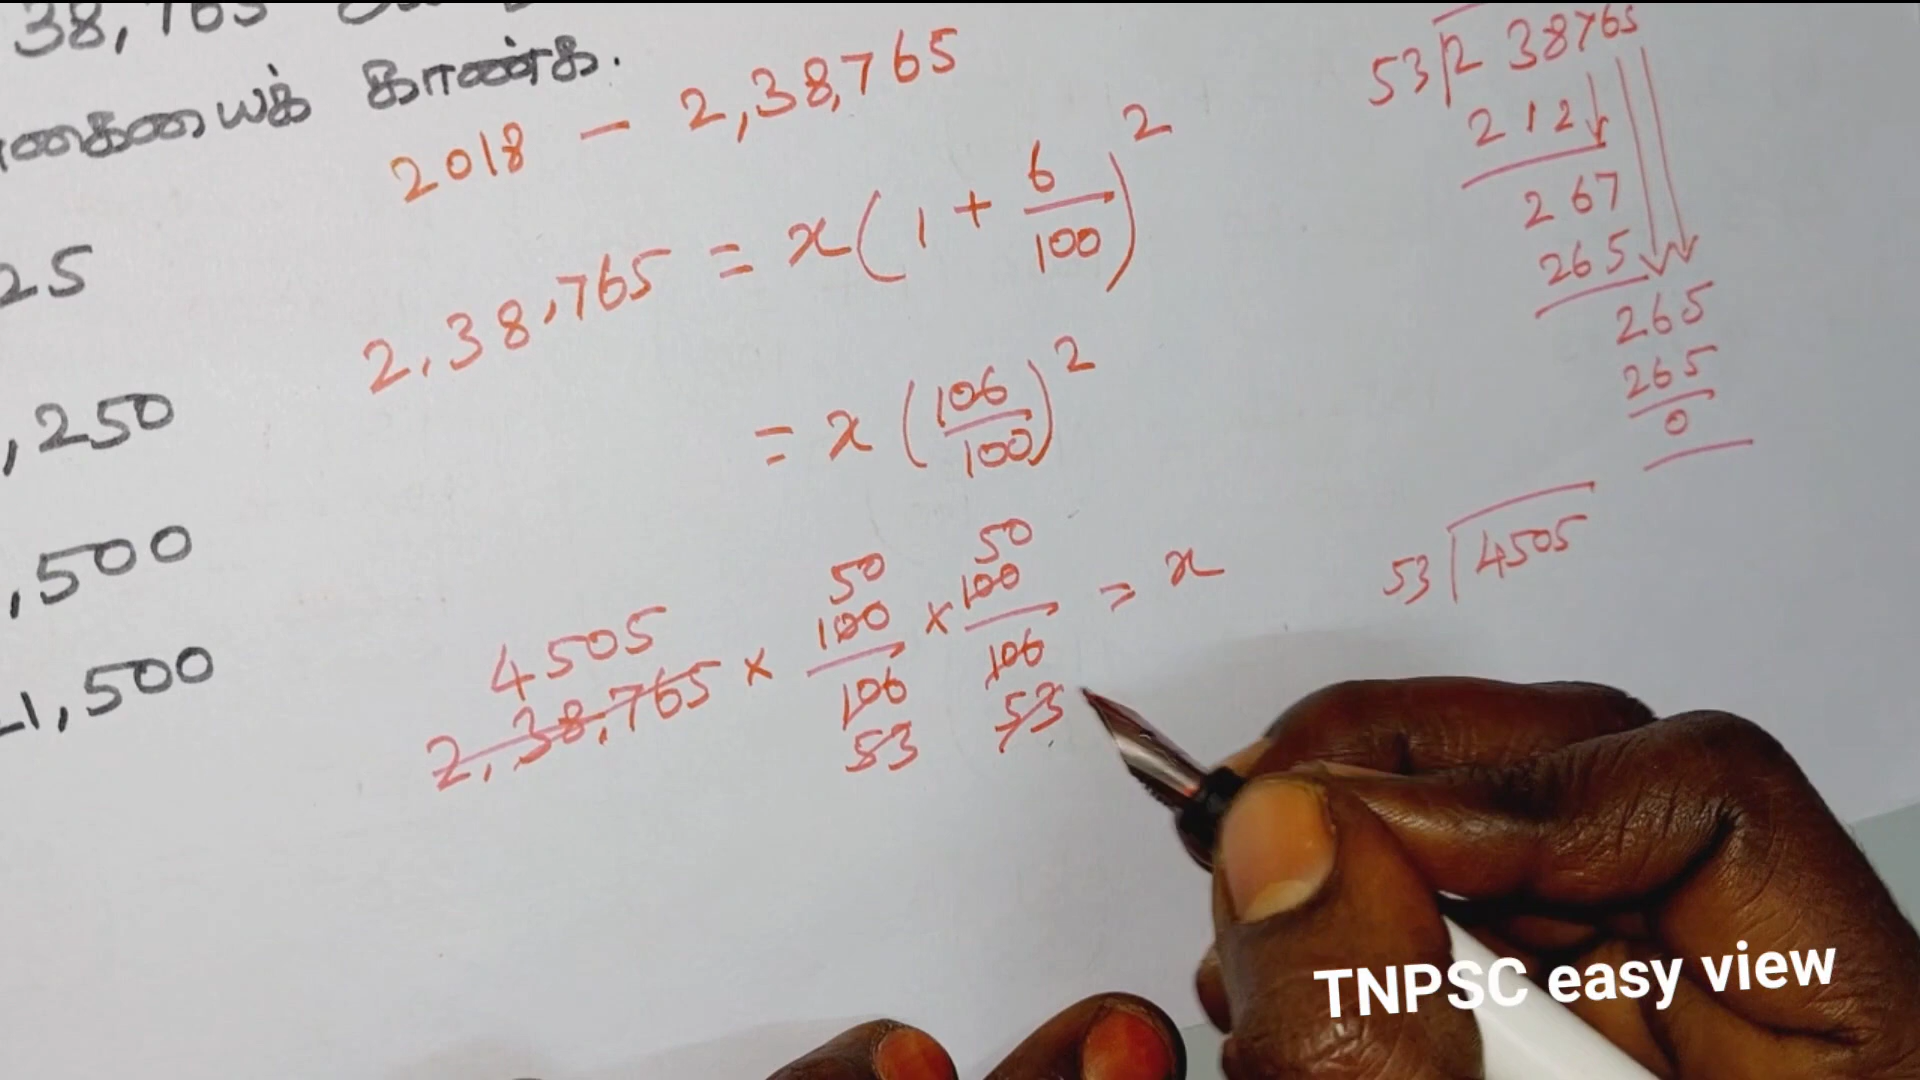 38,765
காண்க.
25
,250
,500
1,500
2018 - 2,38,765
2,38,765 = x(1 + 6/100)²
= x(106/100)²
4505 50 50
2,38,765 × 100/106 × 100/106 = x
53 53
53 2 38765
212
267
265
265
265
0
53 4505
TNPSC easy view